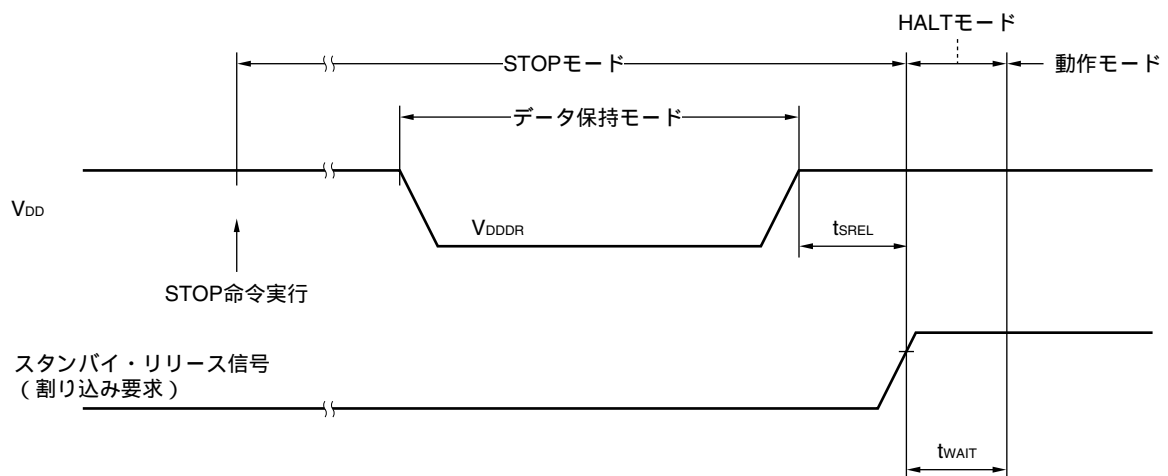 HALTモード
STOPモード
動作モード
データ保持モード
VDD
VDDDR
tSREL
STOP命令実行
スタンバイ・リリース信号
(割り込み要求)
tWAIT